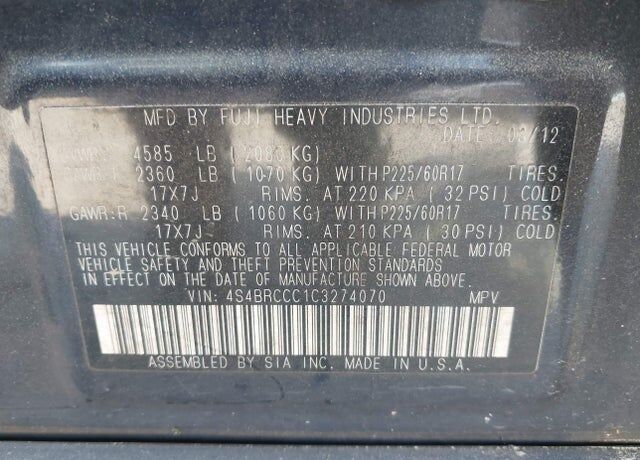 MFD BY FUJI HEAVY INDUSTRIES LTD.
DATE 03/12
GVWR: 4585 LB ( 2083 KG)
GAWR:F 2360 LB ( 1070 KG) WITH P225/60R17 TIRES.
17X7J RIMS. AT 220 KPA ( 32 PSI) COLD
GAWR:R 2340 LB ( 1060 KG) WITH P225/60R17 TIRES.
17X7J RIMS. AT 210 KPA ( 30 PSI) COLD
THIS VEHICLE CONFORMS TO ALL APPLICABLE FEDERAL MOTOR
VEHICLE SAFETY AND THEFT PREVENTION STANDARDS
IN EFFECT ON THE DATE OF MANUFACTURE SHOWN ABOVE.
VIN: 4S4BRCCC1C3274070 MPV
ASSEMBLED BY SIA INC. MADE IN U.S.A.